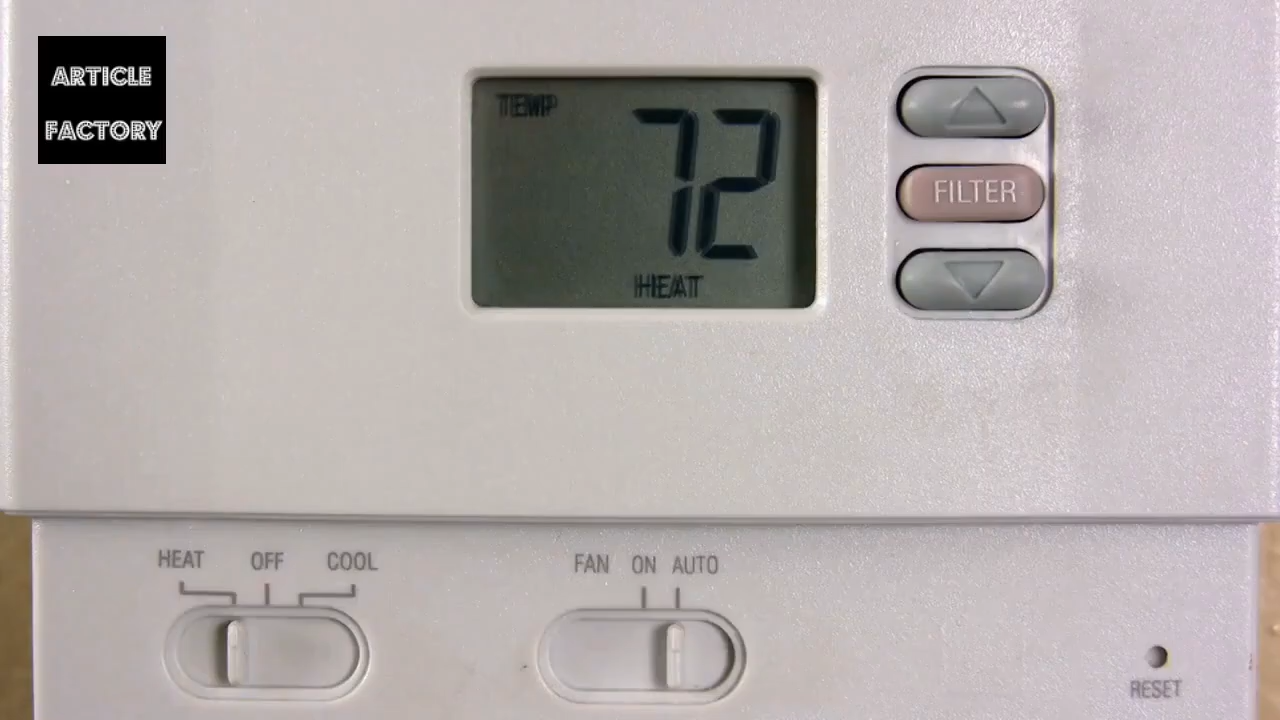 ARTICLE
FACTORY
TEMP
72
HEAT
FILTER
HEAT OFF COOL
FAN ON AUTO
RESET